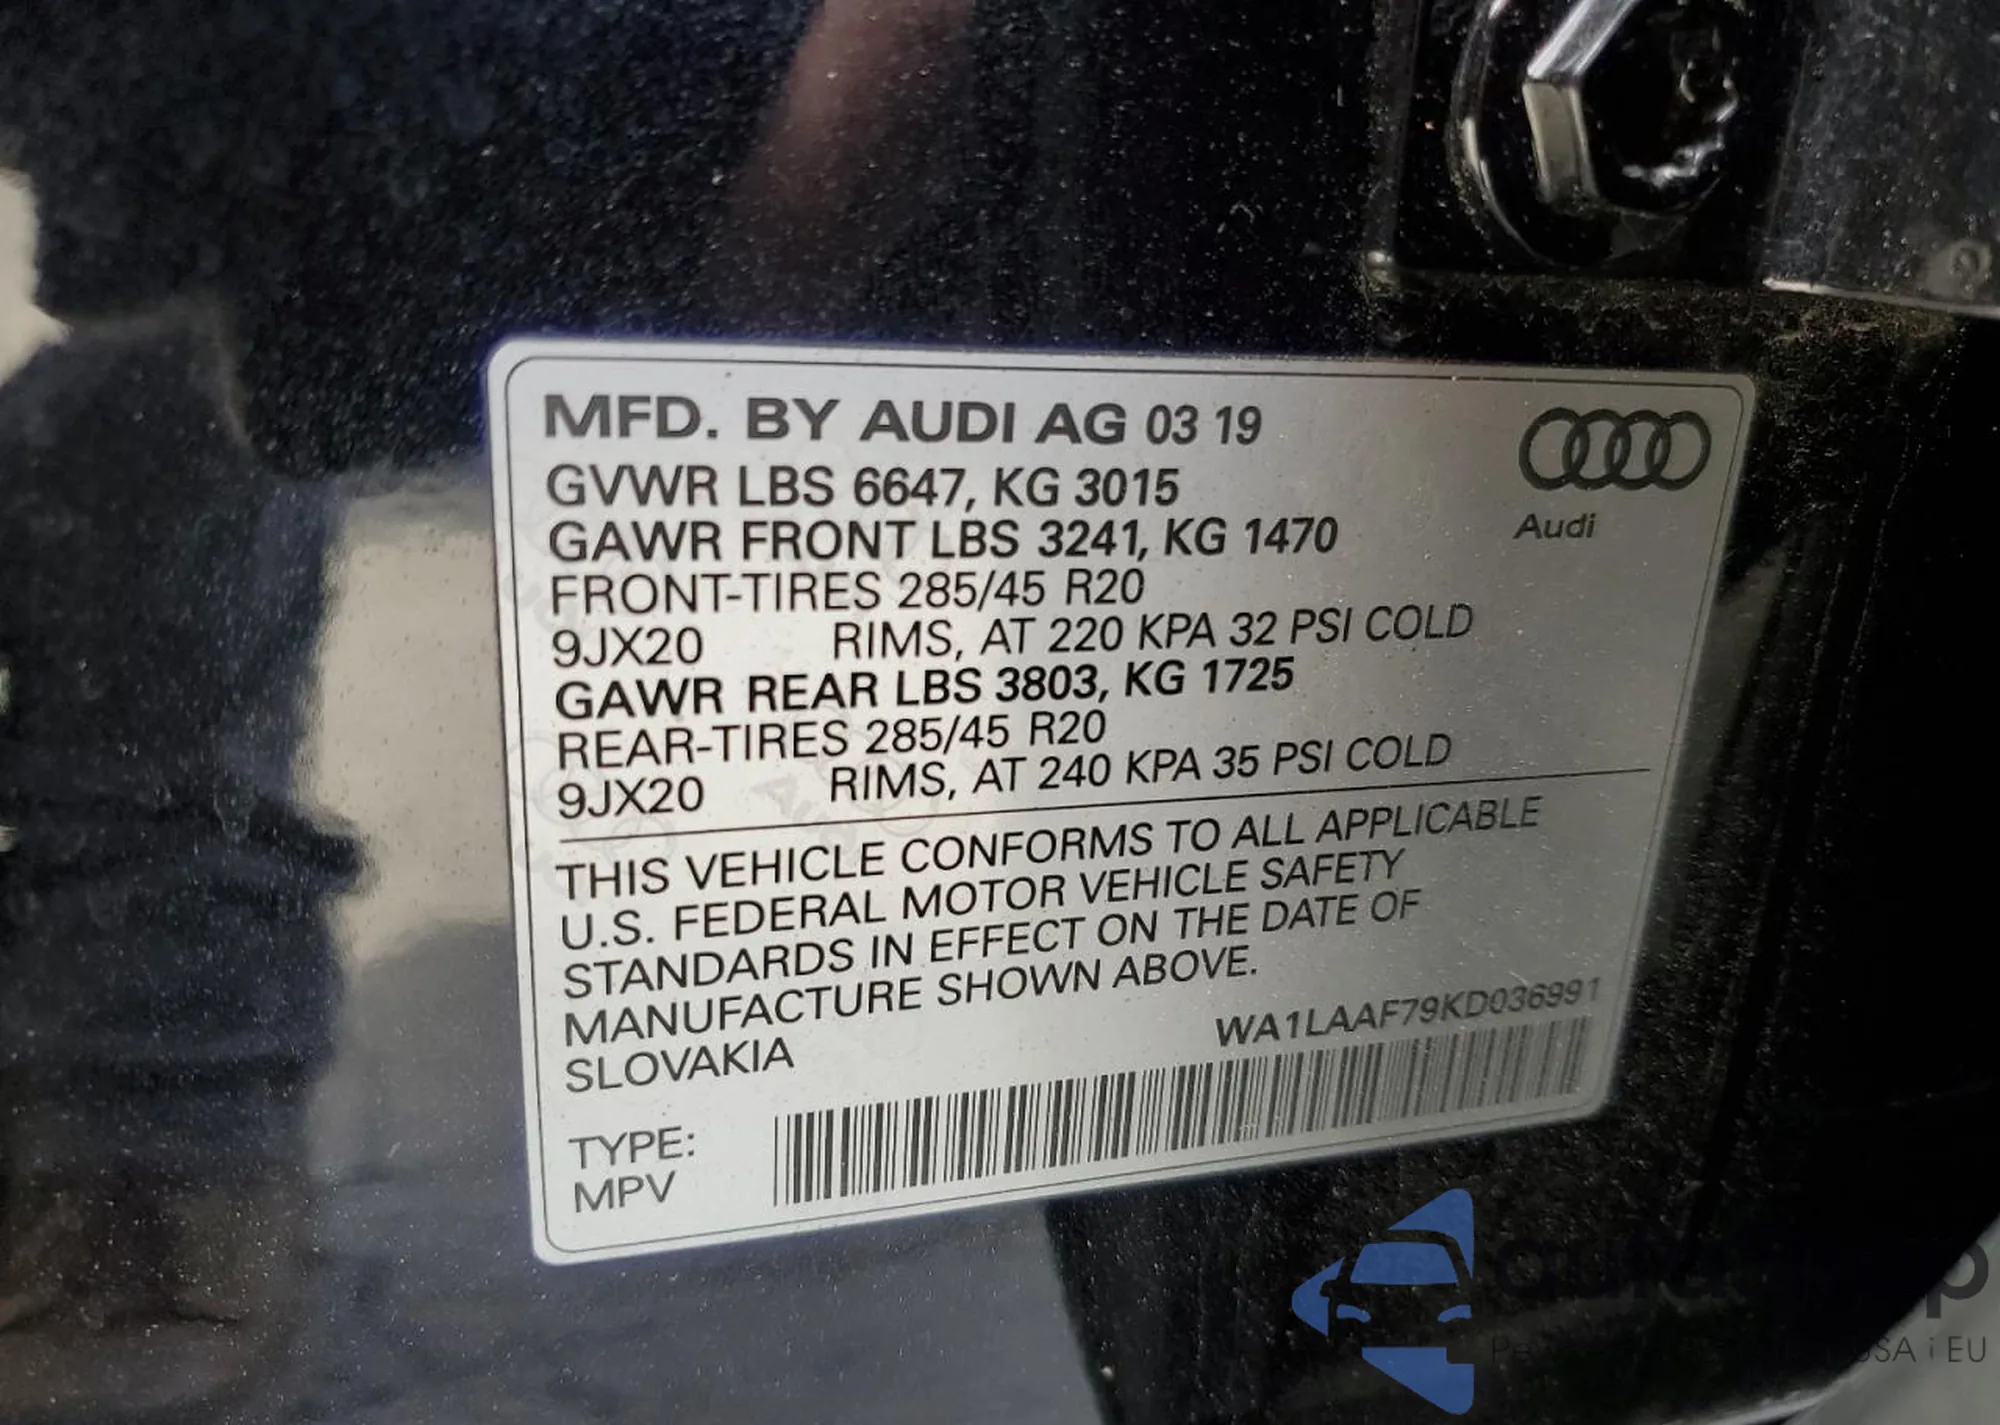 MFD. BY AUDI AG 03 19
GVWR LBS 6647, KG 3015
GAWR FRONT LBS 3241, KG 1470
Audi
FRONT-TIRES 285/45 R20
9JX20 RIMS, AT 220 KPA 32 PSI COLD
GAWR REAR LBS 3803, KG 1725
REAR-TIRES 285/45 R20
9JX20 RIMS, AT 240 KPA 35 PSI COLD
THIS VEHICLE CONFORMS TO ALL APPLICABLE
U.S. FEDERAL MOTOR VEHICLE SAFETY
STANDARDS IN EFFECT ON THE DATE OF
MANUFACTURE SHOWN ABOVE.
SLOVAKIA
WA1LAAF79KD036991
TYPE:
MPV
i EU